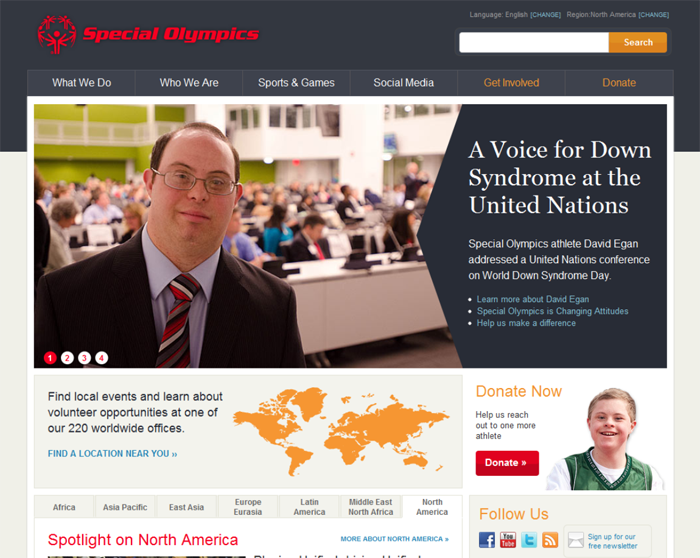 Language: English [CHANGE] Region:North America [CHANGE]
Special Olympics
Search
What We Do Who We Are Sports & Games Social Media Get Involved Donate
A Voice for Down
Syndrome at the
United Nations
Special Olympics athlete David Egan
addressed a United Nations conference
on World Down Syndrome Day.
Learn more about David Egan
Special Olympics is Changing Attitudes
Help us make a difference
1 2 3 4
Find local events and learn about
volunteer opportunities at one of
our 220 worldwide offices.
FIND A LOCATION NEAR YOU ››
Donate Now
Help us reach
out to one more
athlete
Donate »
Africa
Asia Pacific
East Asia
Europe
Eurasia
Latin
America
Middle East
North Africa
North
America
Spotlight on North America
MORE ABOUT NORTH AMERICA »
Follow Us
You
Tube
Sign up for our
free newsletter